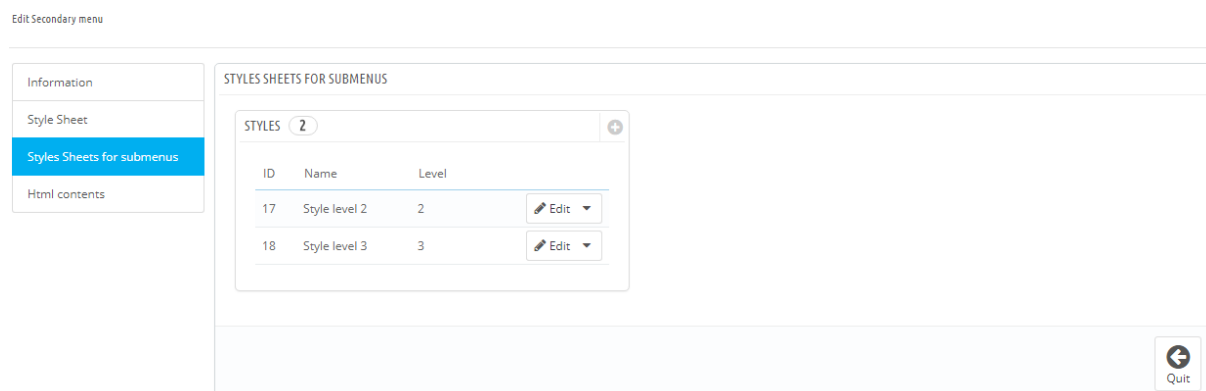 Edit Secondary menu
Information
Style Sheet
Styles Sheets for submenus
Html contents
STYLES SHEETS FOR SUBMENUS
STYLES 2
ID Name Level
17 Style level 2 2 Edit
18 Style level 3 3 Edit
Quit